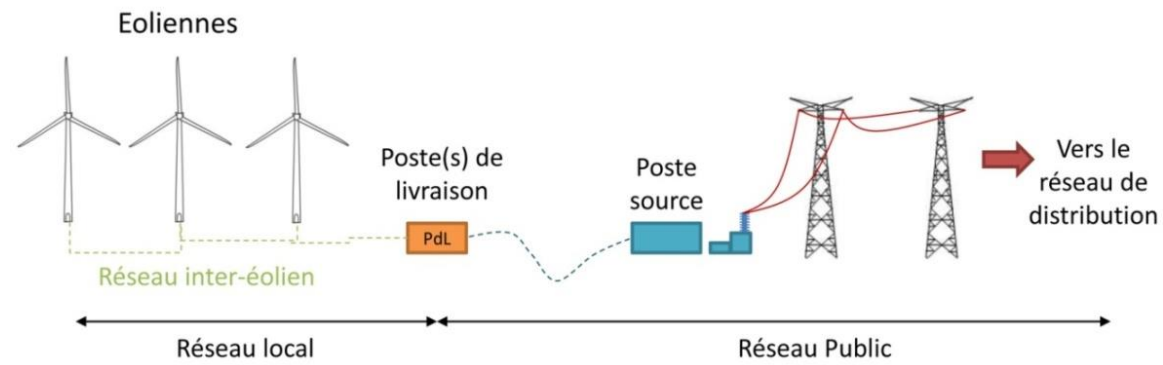 Eoliennes
Poste(s) de
livraison
PdL
Poste
source
Vers le
réseau de
distribution
Réseau inter-éolien
Réseau local
Réseau Public